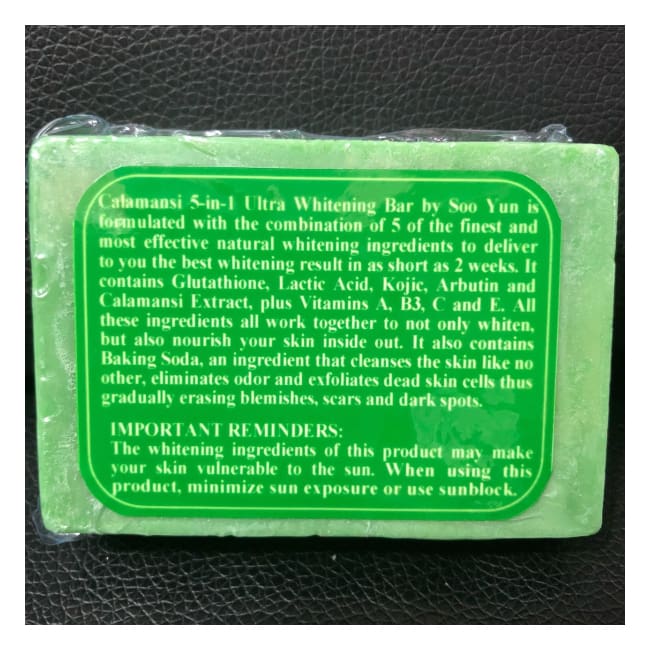 Calamansi 5-in-1 Ultra Whitening Bar by Soo Yun is
formulated with the combination of 5 of the finest and
most effective natural whitening ingredients to deliver
to you the best whitening result in as short as 2 weeks. It
contains Glutathione, Lactic Acid, Kojic, Arbutin and
Calamansi Extract, plus Vitamins A, B3, C and E. All
these ingredients all work together to not only whiten,
but also nourish your skin inside out. It also contains
Baking Soda, an ingredient that cleanses the skin like no
other, eliminates odor and exfoliates dead skin cells thus
gradually erasing blemishes, scars and dark spots.
IMPORTANT REMINDERS:
The whitening ingredients of this product may make
your skin vulnerable to the sun. When using this
product, minimize sun exposure or use sunblock.